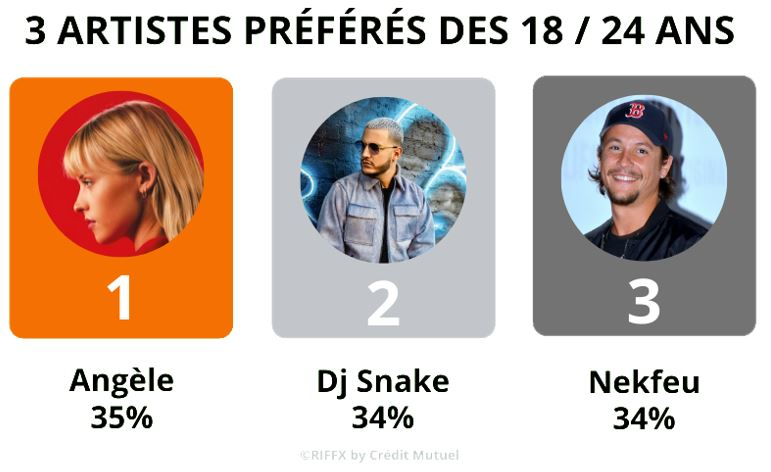 3 ARTISTES PRÉFÉRÉS DES 18 / 24 ANS
B
1
2
3
Angèle
35%
Dj Snake
34%
Nekfeu
34%
©RIFFX by Crédit Mutuel